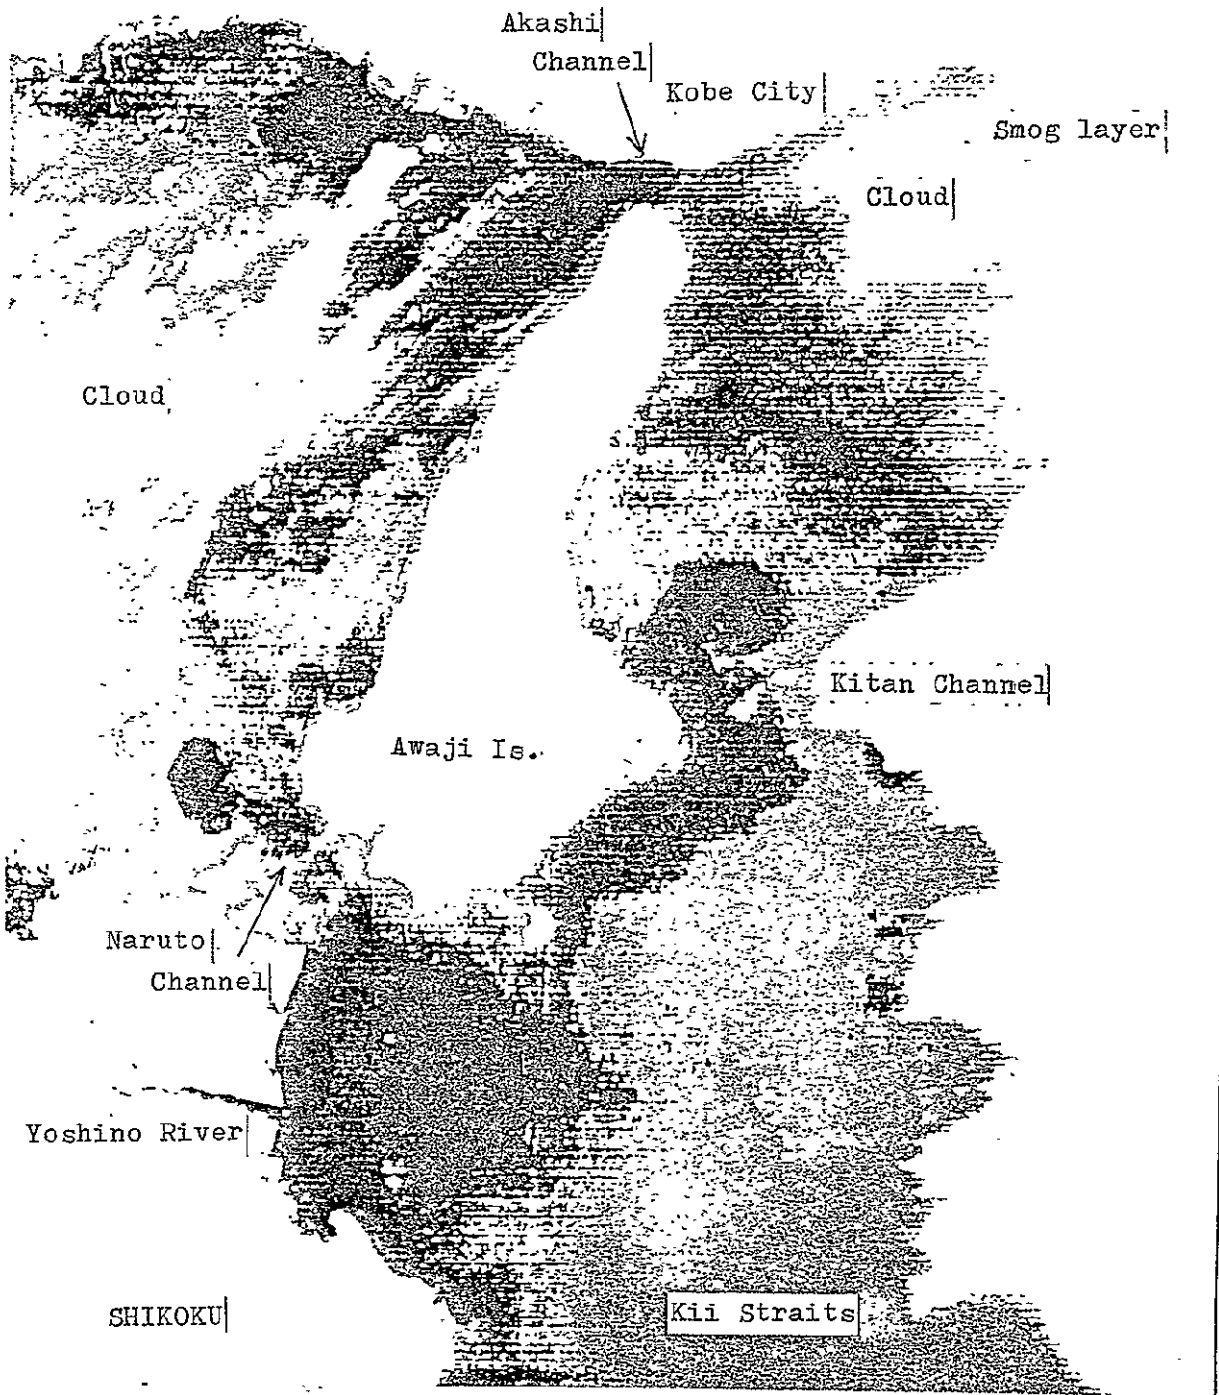 Akashi
Channel
Kobe City
Smog layer
Cloud
Cloud
Kitan Channel
Awaji Is.
Naruto
Channel
Yoshino River
SHIKOKU
Kii Straits